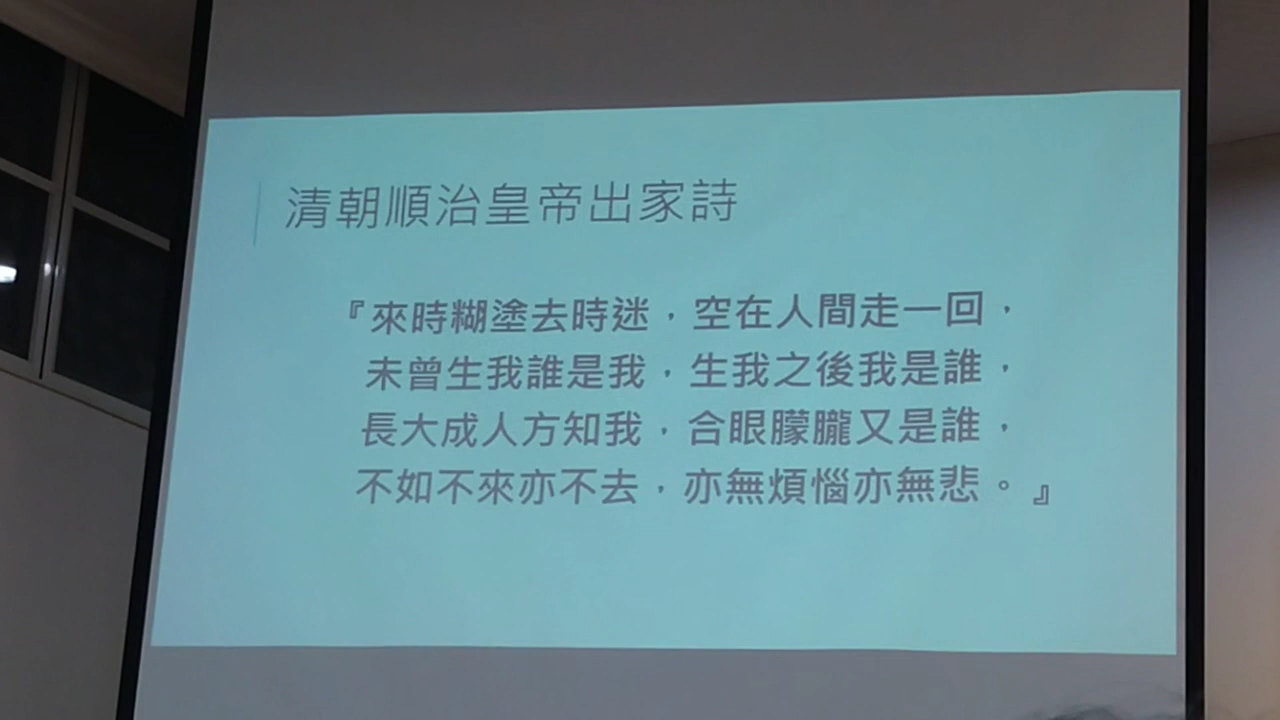 清朝順治皇帝出家詩
『來時糊塗去時迷，空在人間走一回，
未曾生我誰是我，生我之後我是誰，
長大成人方知我，合眼朦朧又是誰，
不如不來亦不去，亦無煩惱亦無悲。』